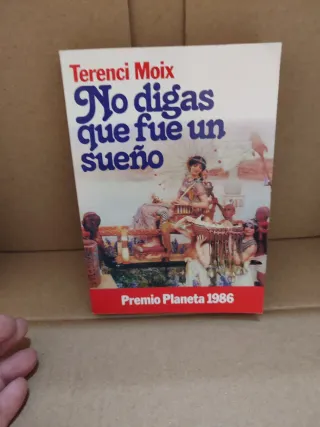 Terenci Moix
No digas
que fue un
sueño
Premio Planeta 1986